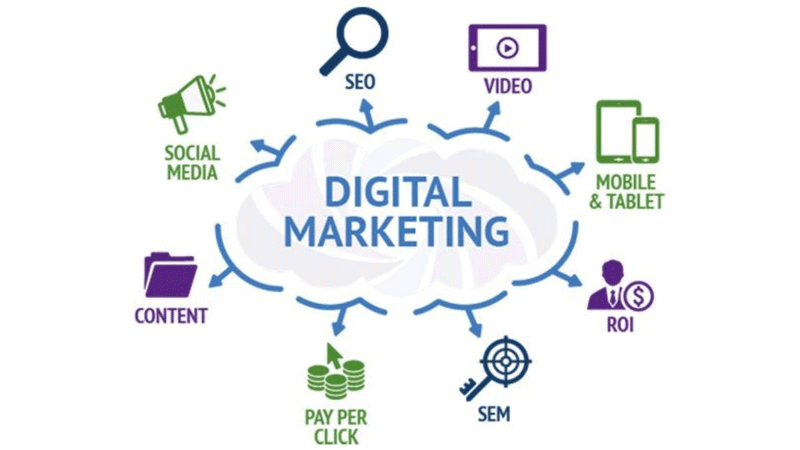 SEO
VIDEO
SOCIAL
MEDIA
MOBILE
& TABLET
DIGITAL
MARKETING
CONTENT
$
ROI
PAY PER
CLICK
SEM